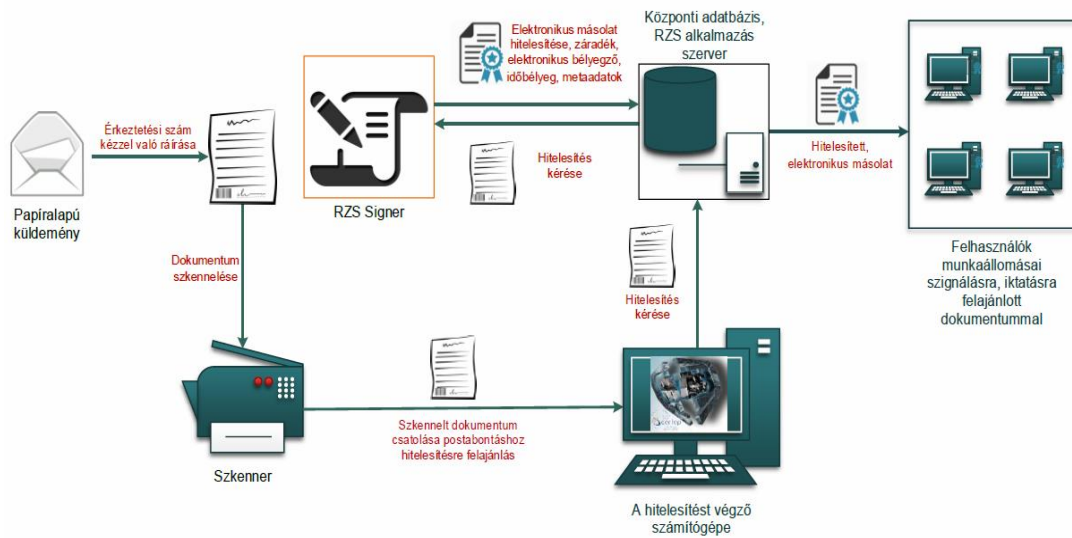 Érkeztetési szám
kézzel való ráírása
Papíralapú
küldemény
Dokumentum
szkennelése
Szkenner
Szkennelt dokumentum
csatolása postabontáshoz
hitelesítésre felajánlás
A hitelesítést végző
számítógépe
Hitelesítés
kérése
RZS Signer
Hitelesítés
kérése
Elektronikus másolat
hitelesítése, záradék,
elektronikus bélyegző,
időbélyeg, metaadatok
Központi adatbázis,
RZS alkalmazás
szerver
Hitelesített,
elektronikus másolat
Felhasználók
munkaállomásai
szignálásra, iktatásra
felajánlott
dokumentummal